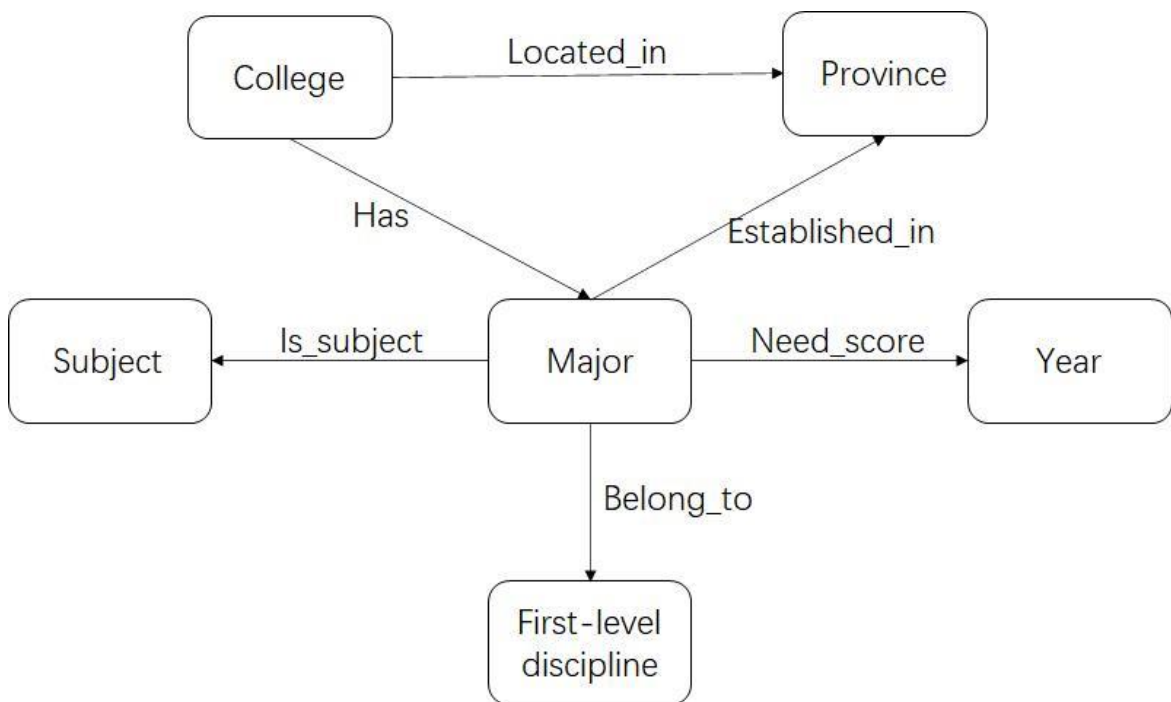 College
Located_in
Province
Has
Established_in
Subject
Is_subject
Major
Need_score
Year
Belong_to
First-level
discipline